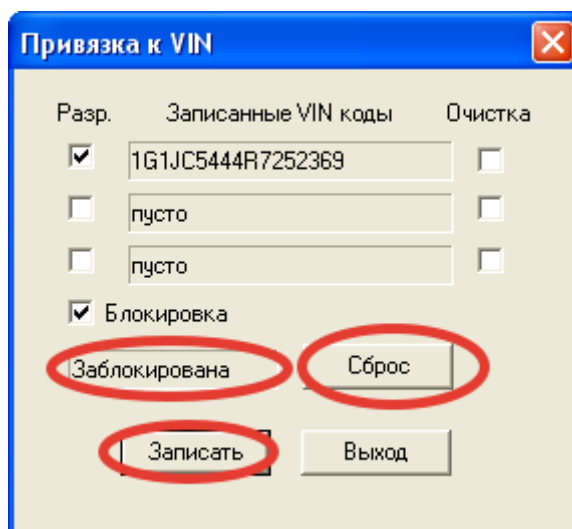 Привязка к VIN
Разр. Записанные VIN коды Очистка
1G1JC5444R7252369
пусто
пусто
Блокировка
Заблокирована Сброс
Записать Выход